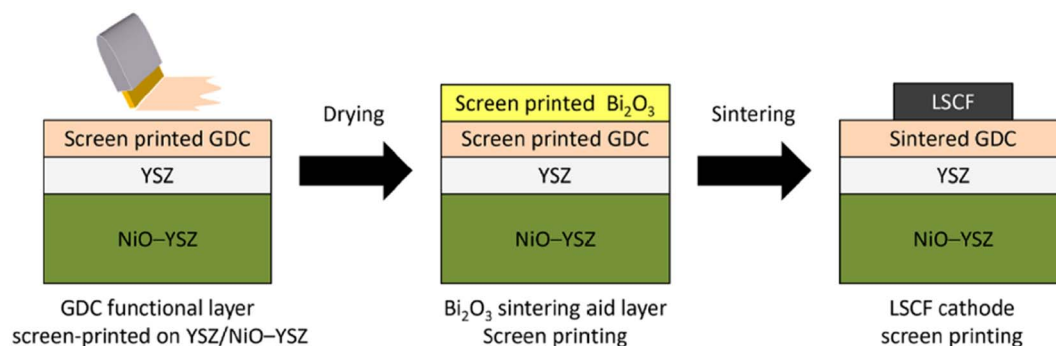 Screen printed GDC
YSZ
NiO–YSZ
GDC functional layer
screen-printed on YSZ/NiO–YSZ
Drying
Screen printed Bi₂O₃
Screen printed GDC
YSZ
NiO–YSZ
Bi₂O₃ sintering aid layer
Screen printing
Sintering
LSCF
Sintered GDC
YSZ
NiO–YSZ
LSCF cathode
screen printing